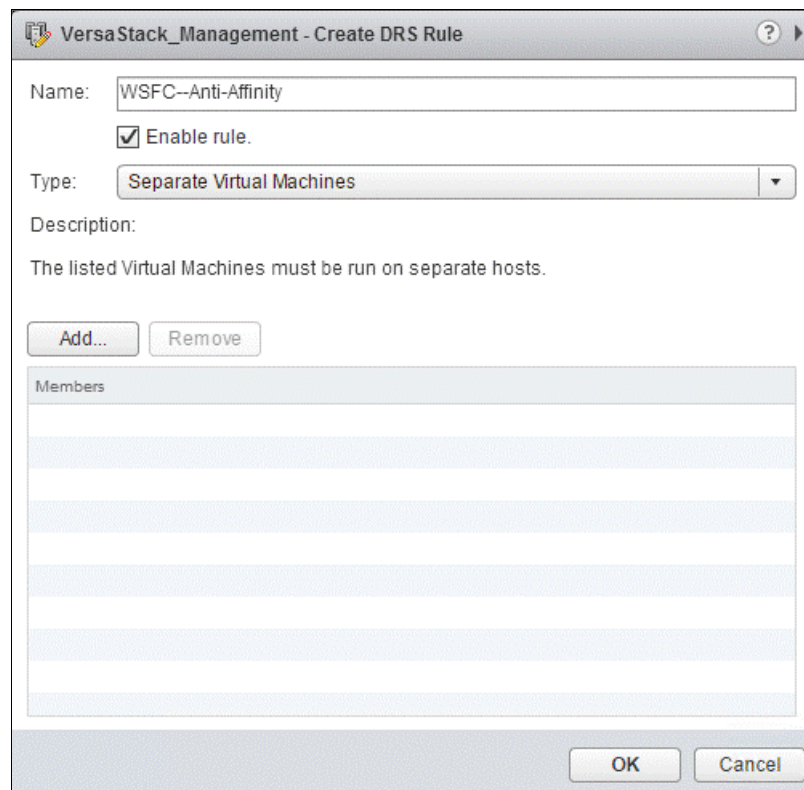 VersaStack_Management - Create DRS Rule ?
Name: WSFC--Anti-Affinity
Enable rule.
Type: Separate Virtual Machines
Description:
The listed Virtual Machines must be run on separate hosts.
Add... Remove
Members
OK Cancel